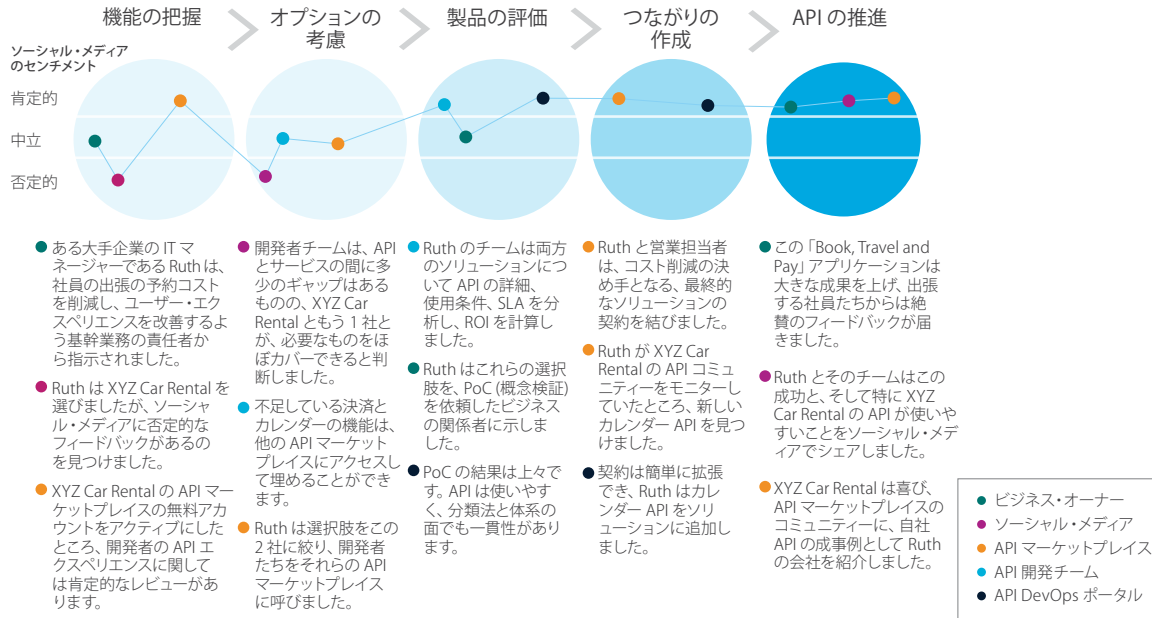 機能の把握
オプションの
考慮
製品の評価
つながりの
作成
API の推進
ソーシャル・メディア
のセンチメント
肯定的
中立
否定的
ある大手企業の IT マ
ネージャーである Ruth は、
社員の出張の予約コスト
を削減し、ユーザー・エク
スペリエンスを改善するよ
う基幹業務の責任者か
ら指示されました。
Ruth は XYZ Car Rental を
選びましたが、ソーシャ
ル・メディアに否定的な
フィードバックがあるの
を見つけました。
XYZ Car Rental の API マー
ケットプレイスの無料アカ
ウントをアクティブにした
ところ、開発者の API エ
クスペリエンスに関して
は肯定的なレビューがあ
ります。
開発者チームは、API
とサービスの間に多
少のギャップはある
ものの、XYZ Car
Rental ともう 1 社と
が、必要なものをほ
ぼカバーできると判
断しました。
不足している決済と
カレンダーの機能は、
他の API マーケット
プレイスにアクセスし
て埋めることができ
ます。
Ruth は選択肢をこの
2 社に絞り、開発者
たちをそれらの API
マーケットプレイス
に呼びました。
Ruth のチームは両方
のソリューションについ
て API の詳細、
使用条件、SLA を分
析し、ROI を計算し
ました。
Ruth はこれらの選択
肢を、PoC (概念検証)
を依頼したビジネス
の関係者に示しま
した。
PoC の結果は上々で
す。API は使いやす
く、分類法と体系の
面でも一貫性があり
ます。
Ruth と営業担当者
は、コスト削減の決
め手となる、最終的
なソリューションの
契約を結びました。
Ruth が XYZ Car
Rental の API コミュ
ニティーをモニターし
ていたところ、新しい
カレンダー API を見つ
けました。
契約は簡単に拡張
でき、Ruth はカレ
ンダー API をソリ
ューションに追加し
ました。
この 「Book, Travel and
Pay」 アプリケーションは
大きな成果を上げ、出張
する社員たちからは絶
賛のフィードバックが届
きました。
Ruth とそのチームはこの
成功と、そして特に XYZ
Car Rental の API が使いや
すいことをソーシャル・メデ
ィアでシェアしました。
XYZ Car Rental は喜び、
API マーケットプレイスの
コミュニティーに、自社
API の成事例として Ruth
の会社を紹介しました。
ビジネス・オーナー
ソーシャル・メディア
API マーケットプレイス
API 開発チーム
API DevOps ポータル